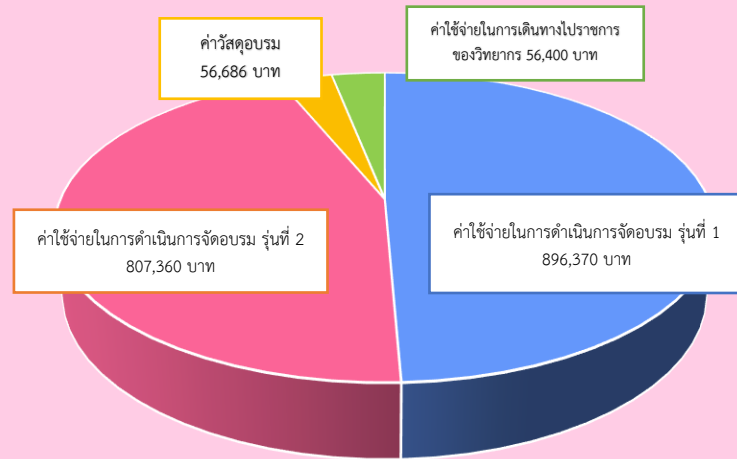 ค่าวัสดุอบรม
56,686 บาท
ค่าใช้จ่ายในการเดินทางไปราชการ
ของวิทยากร 56,400 บาท
ค่าใช้จ่ายในการดำเนินการจัดอบรม รุ่นที่ 2
807,360 บาท
ค่าใช้จ่ายในการดำเนินการจัดอบรม รุ่นที่ 1
896,370 บาท